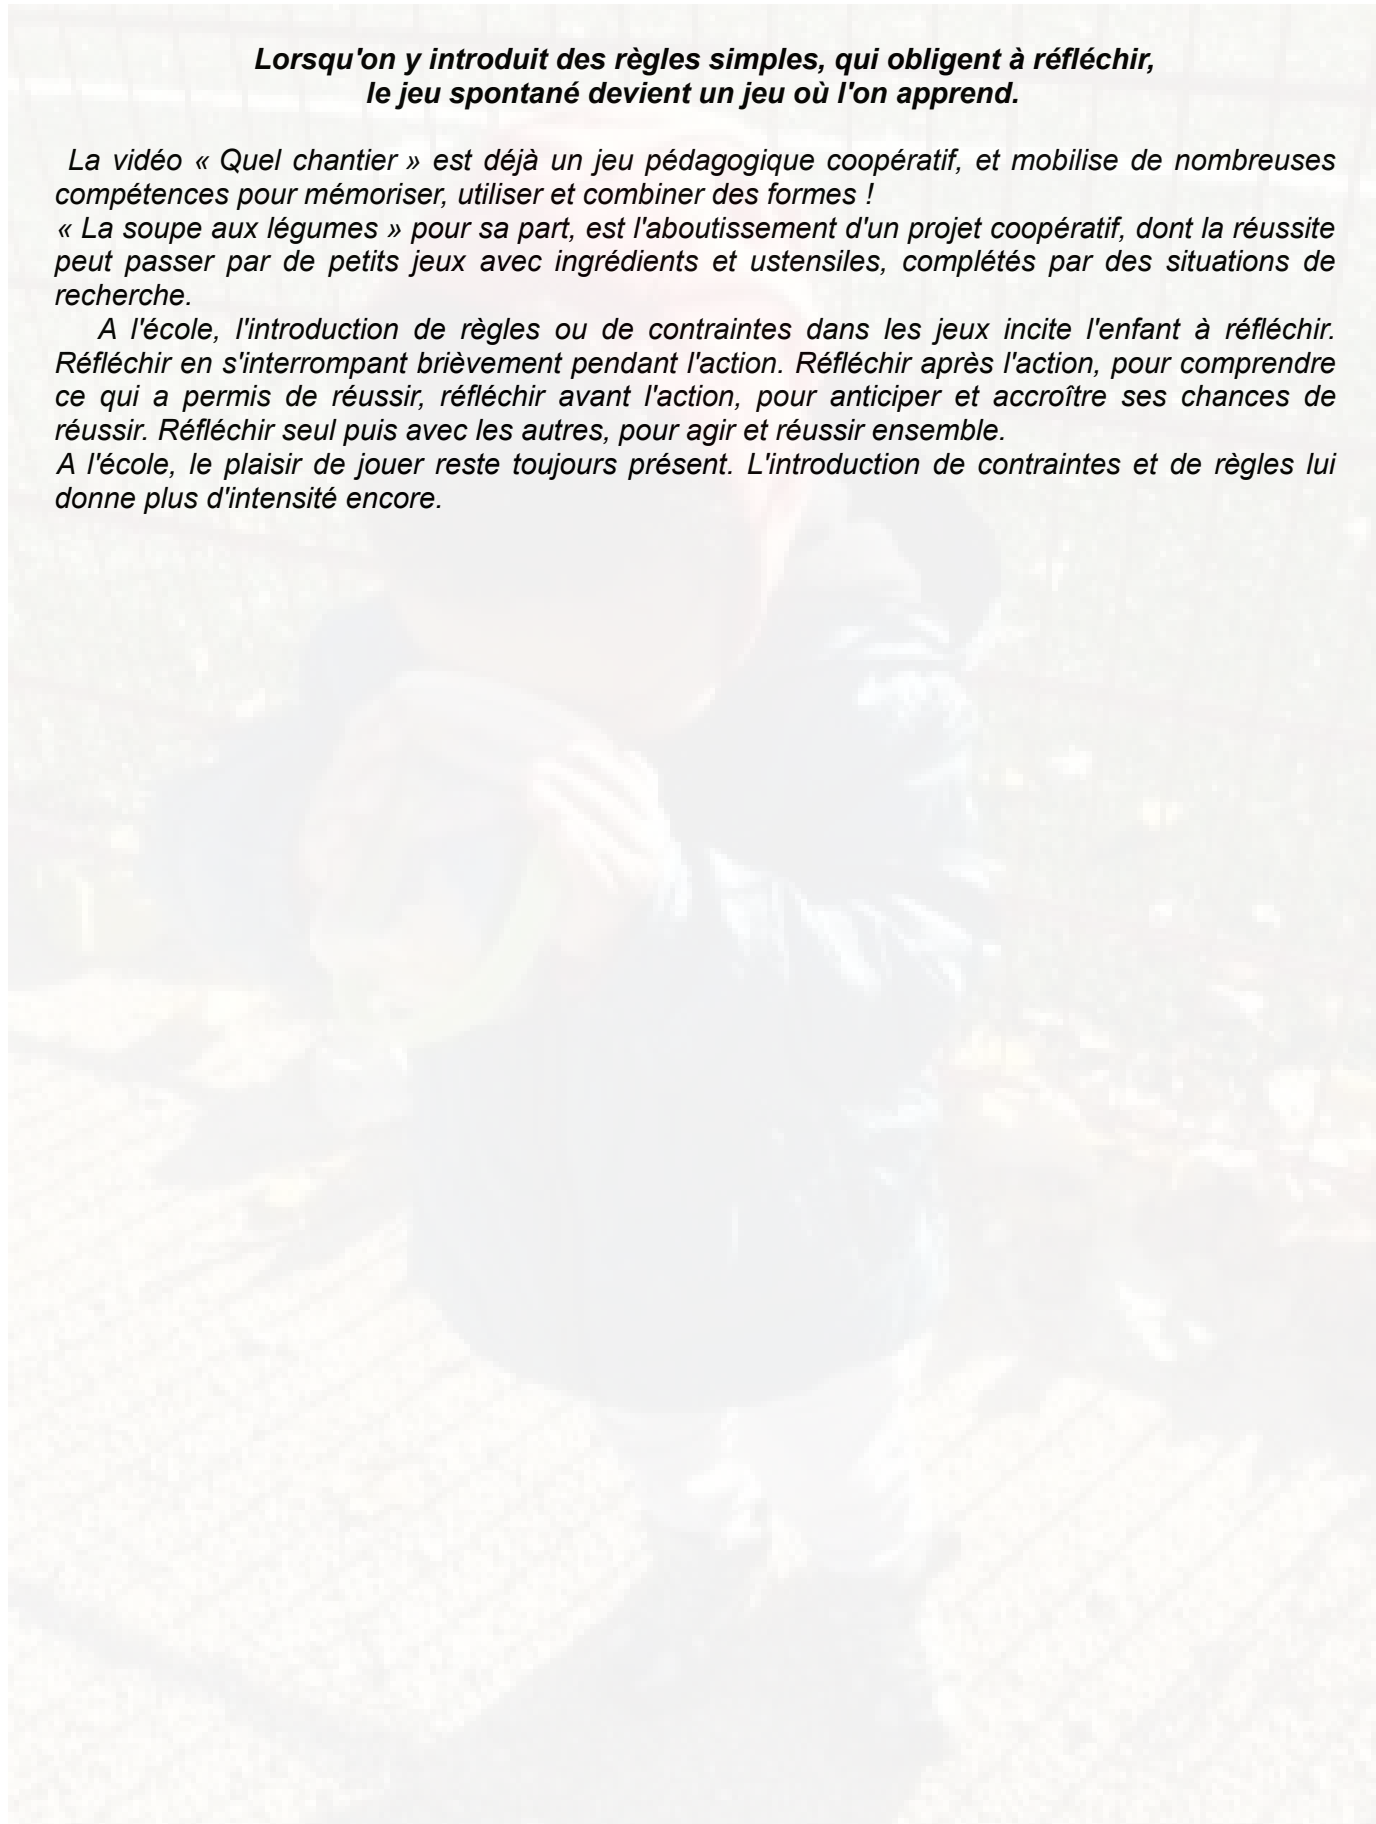 Lorsqu'on y introduit des règles simples, qui obligent à réfléchir,
le jeu spontané devient un jeu où l'on apprend.
La vidéo « Quel chantier » est déjà un jeu pédagogique coopératif, et mobilise de nombreuses
compétences pour mémoriser, utiliser et combiner des formes !
« La soupe aux légumes » pour sa part, est l'aboutissement d'un projet coopératif, dont la réussite
peut passer par de petits jeux avec ingrédients et ustensiles, complétés par des situations de
recherche.
A l'école, l'introduction de règles ou de contraintes dans les jeux incite l'enfant à réfléchir.
Réfléchir en s'interrompant brièvement pendant l'action. Réfléchir après l'action, pour comprendre
ce qui a permis de réussir, réfléchir avant l'action, pour anticiper et accroître ses chances de
réussir. Réfléchir seul puis avec les autres, pour agir et réussir ensemble.
A l'école, le plaisir de jouer reste toujours présent. L'introduction de contraintes et de règles lui
donne plus d'intensité encore.